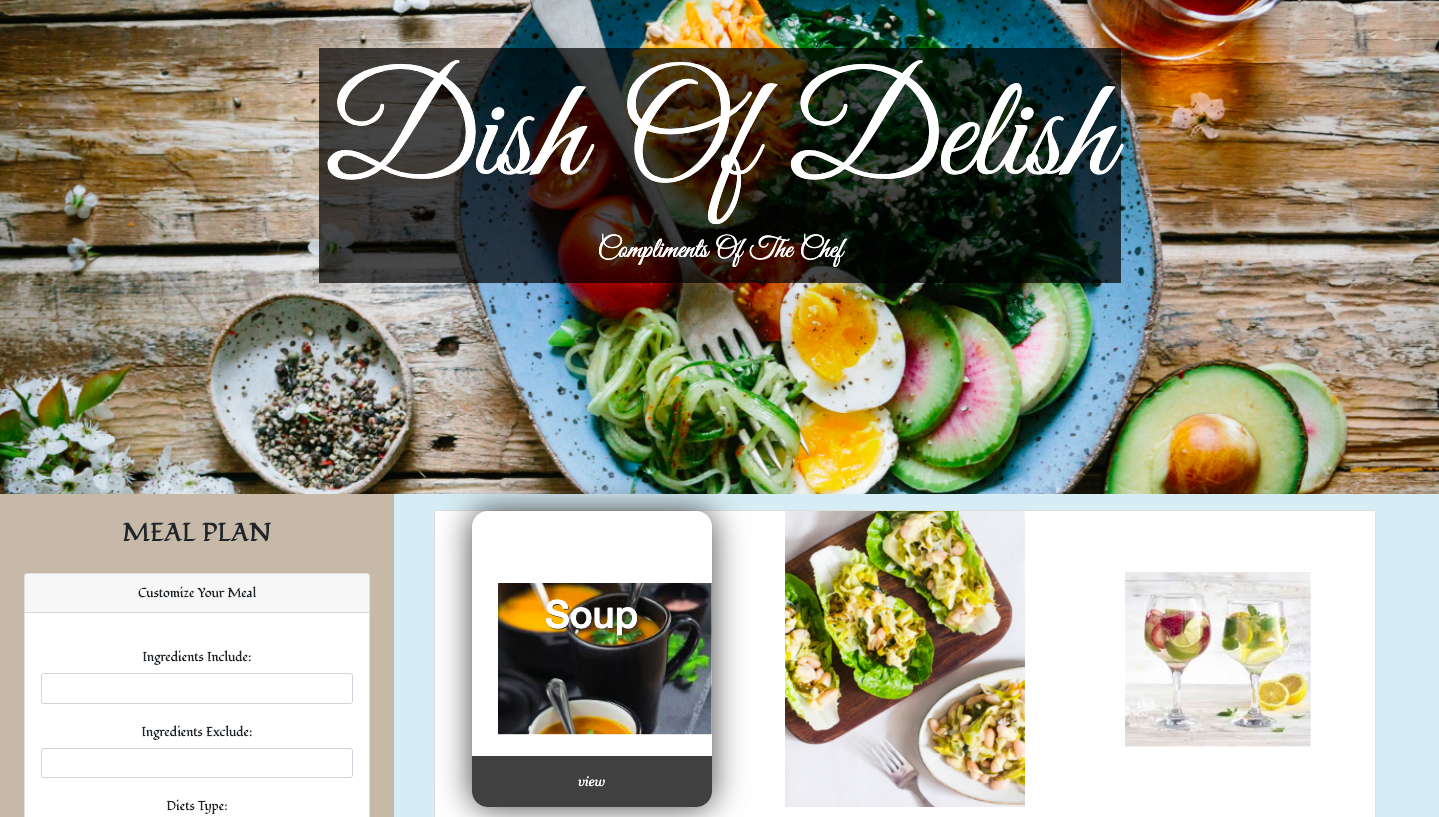 Dish Of Delish
Compliments Of The Chef
MEAL PLAN
Customize Your Meal
Ingredients Include:
Ingredients Exclude:
Diets Type:
Soup
view